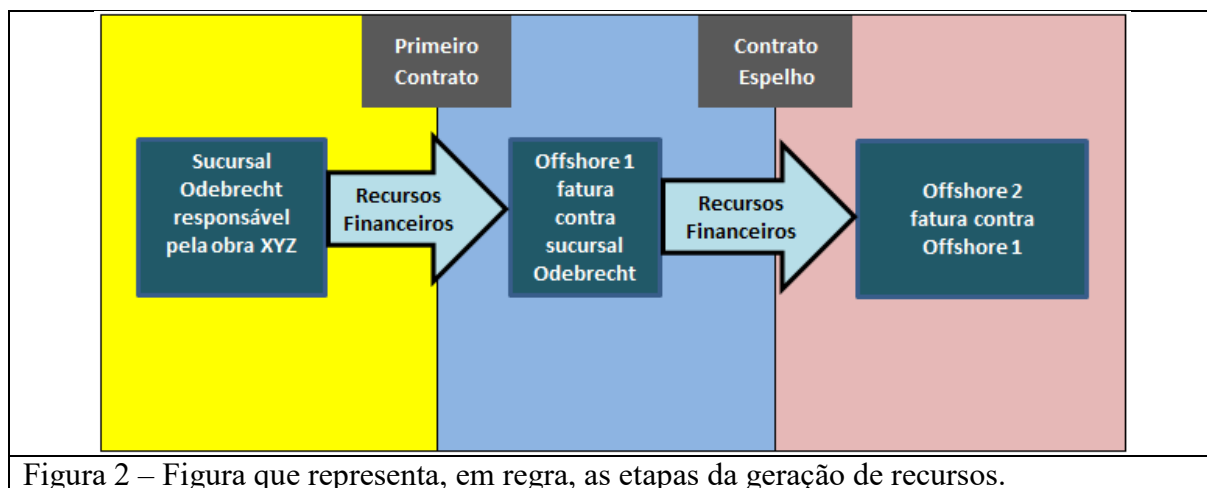 Primeiro
Contrato
Contrato
Espelho
Sucursal
Odebrecht
responsável
pela obra XYZ
Recursos
Financeiros
Offshore 1
fatura
contra
sucursal
Odebrecht
Recursos
Financeiros
Offshore 2
fatura contra
Offshore 1
Figura 2 – Figura que representa, em regra, as etapas da geração de recursos.